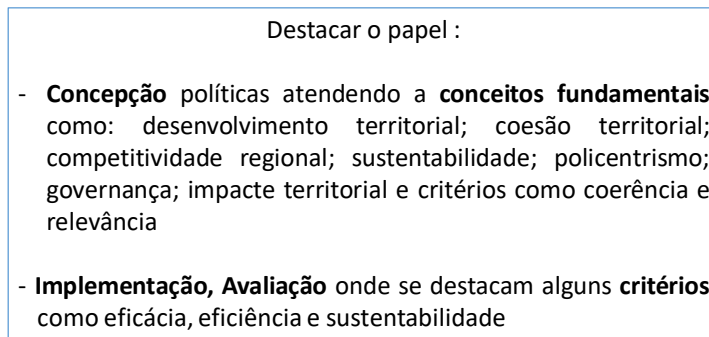 Destacar o papel :
- Concepção políticas atendendo a conceitos fundamentais
como: desenvolvimento territorial; coesão territorial;
competitividade regional; sustentabilidade; policentrismo;
governança; impacte territorial e critérios como coerência e
relevância
- Implementação, Avaliação onde se destacam alguns critérios
como eficácia, eficiência e sustentabilidade